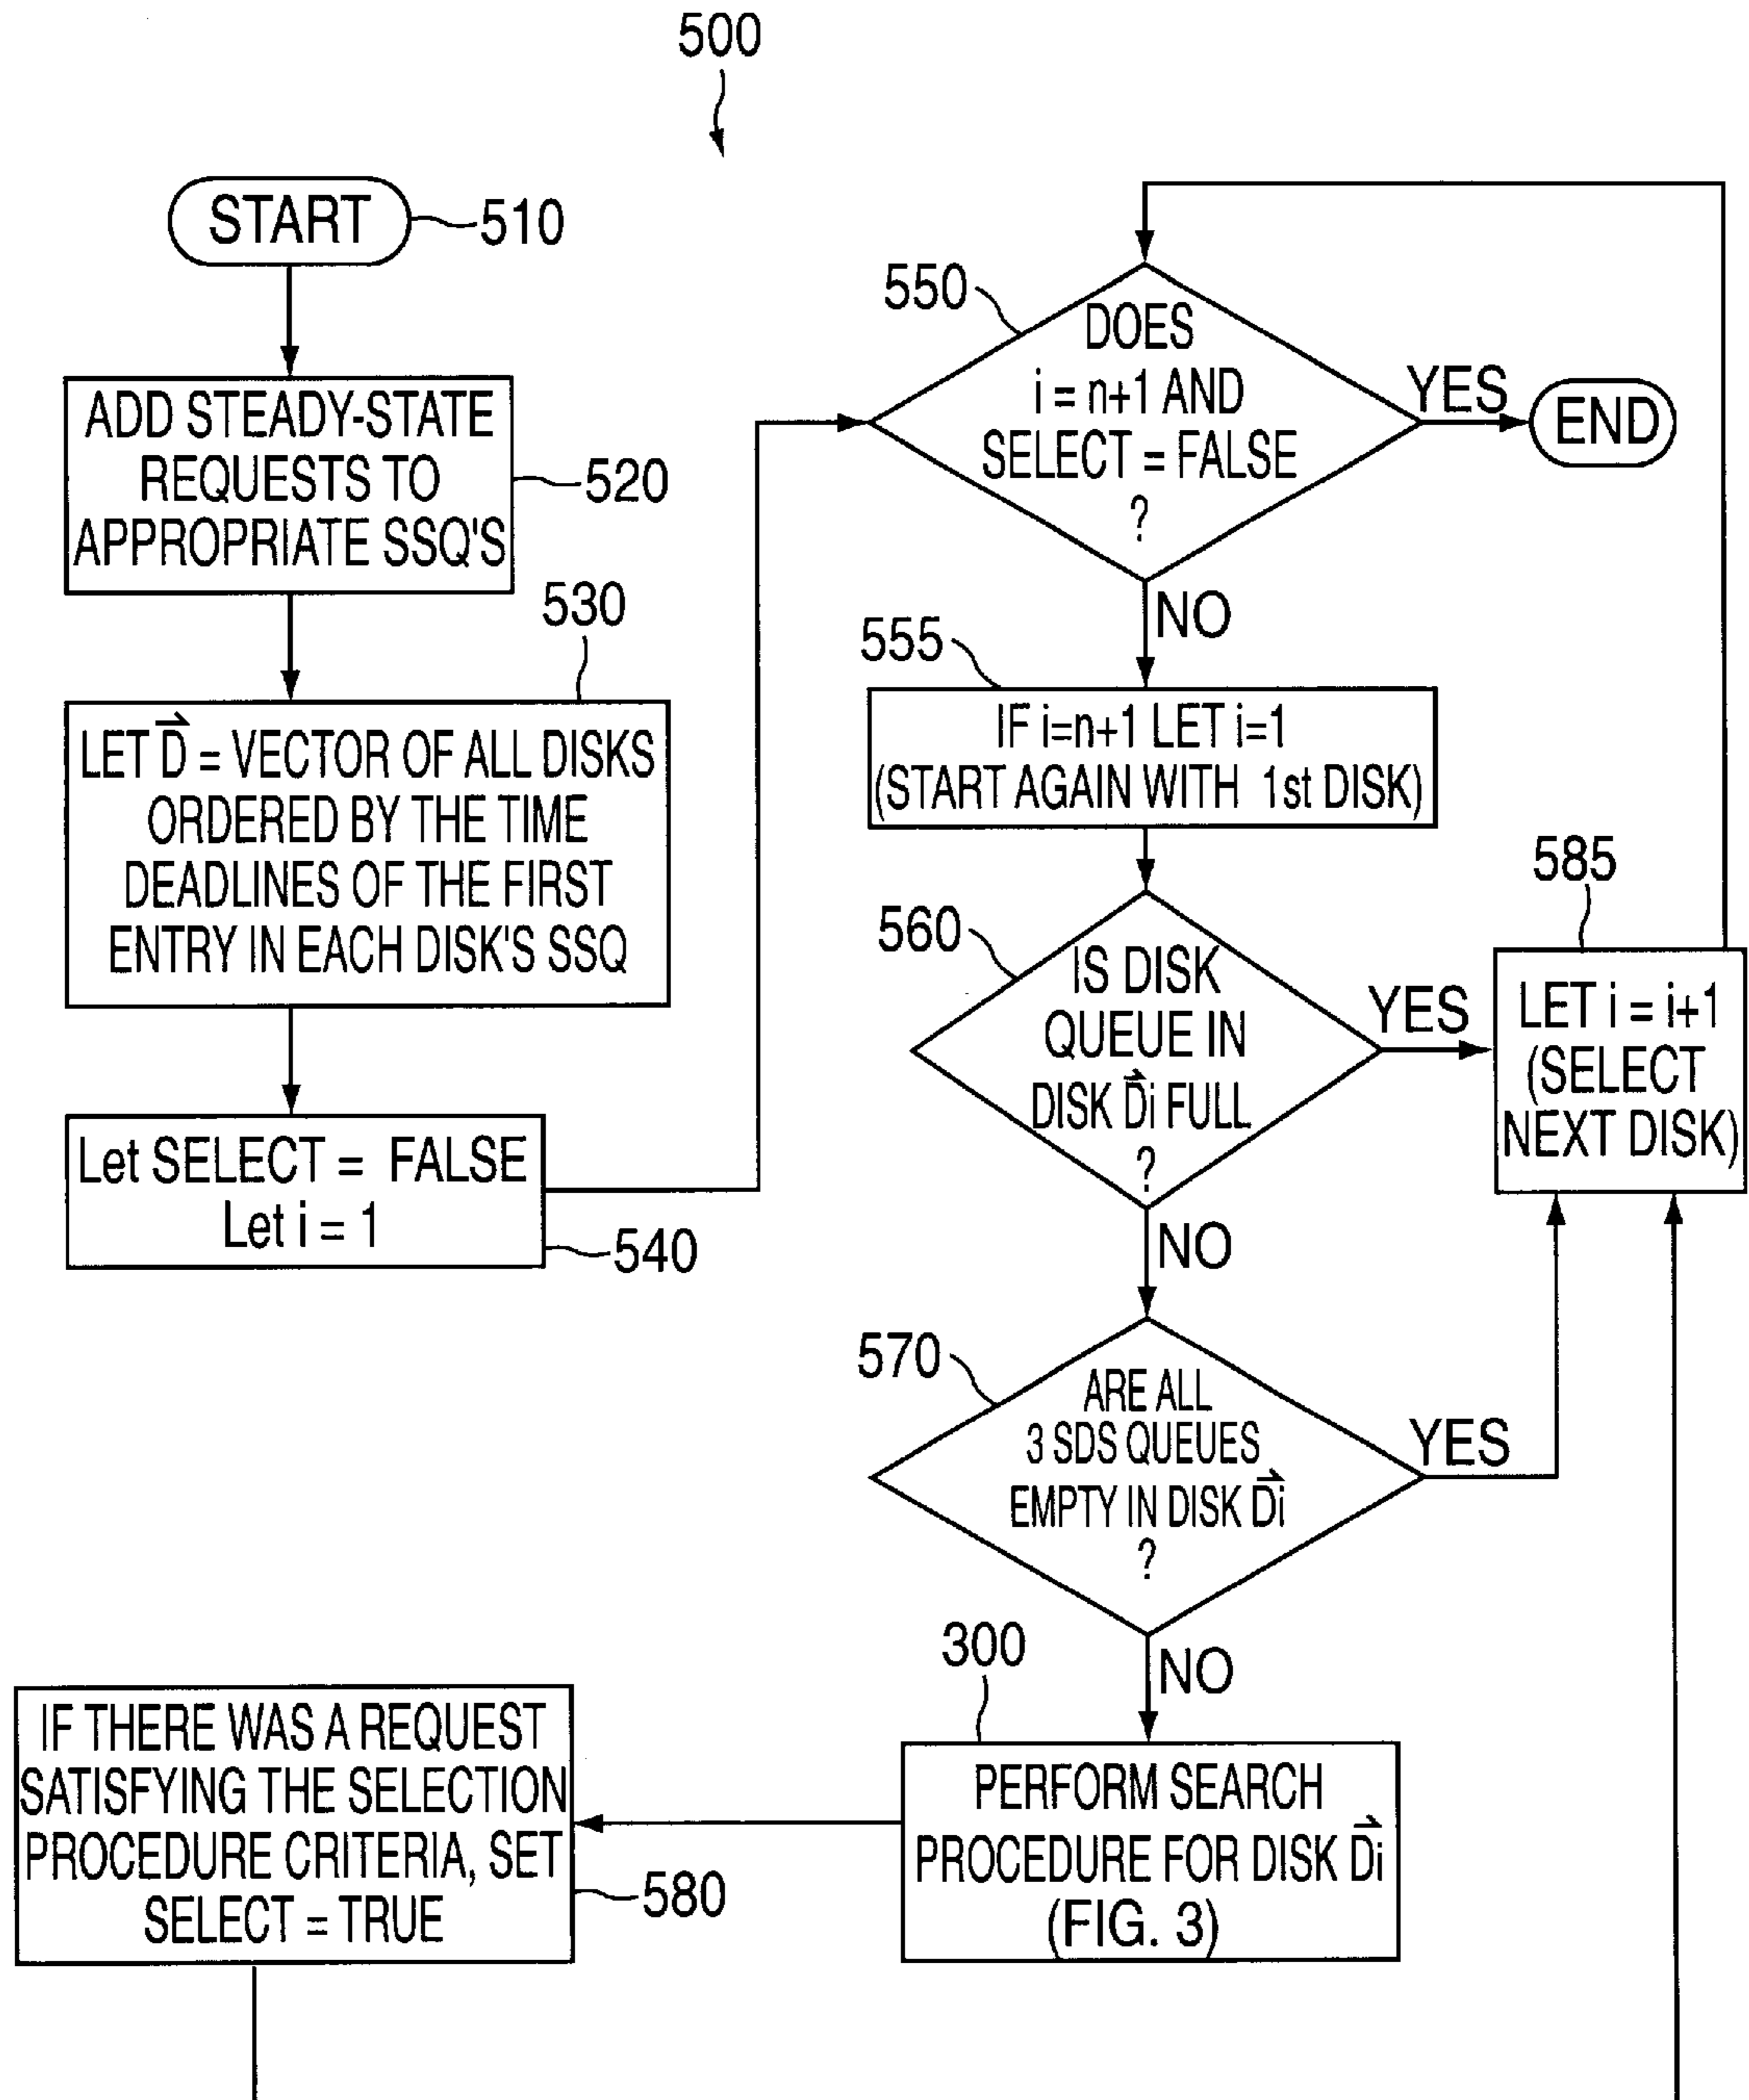 500
START
510
ADD STEADY-STATE
REQUESTS TO
APPROPRIATE SSQ'S
520
530
LET D⃗ = VECTOR OF ALL DISKS
ORDERED BY THE TIME
DEADLINES OF THE FIRST
ENTRY IN EACH DISK'S SSQ
Let SELECT = FALSE
Let i = 1
540
550
DOES
i = n+1 AND
SELECT = FALSE
?
YES
END
NO
555
IF i=n+1 LET i=1
(START AGAIN WITH 1st DISK)
560
IS DISK
QUEUE IN
DISK D⃗i FULL
?
YES
585
LET i = i+1
(SELECT
NEXT DISK)
NO
570
ARE ALL
3 SDS QUEUES
EMPTY IN DISK D⃗i
?
YES
NO
300
PERFORM SEARCH
PROCEDURE FOR DISK D⃗i
(FIG. 3)
IF THERE WAS A REQUEST
SATISFYING THE SELECTION
PROCEDURE CRITERIA, SET
SELECT = TRUE
580